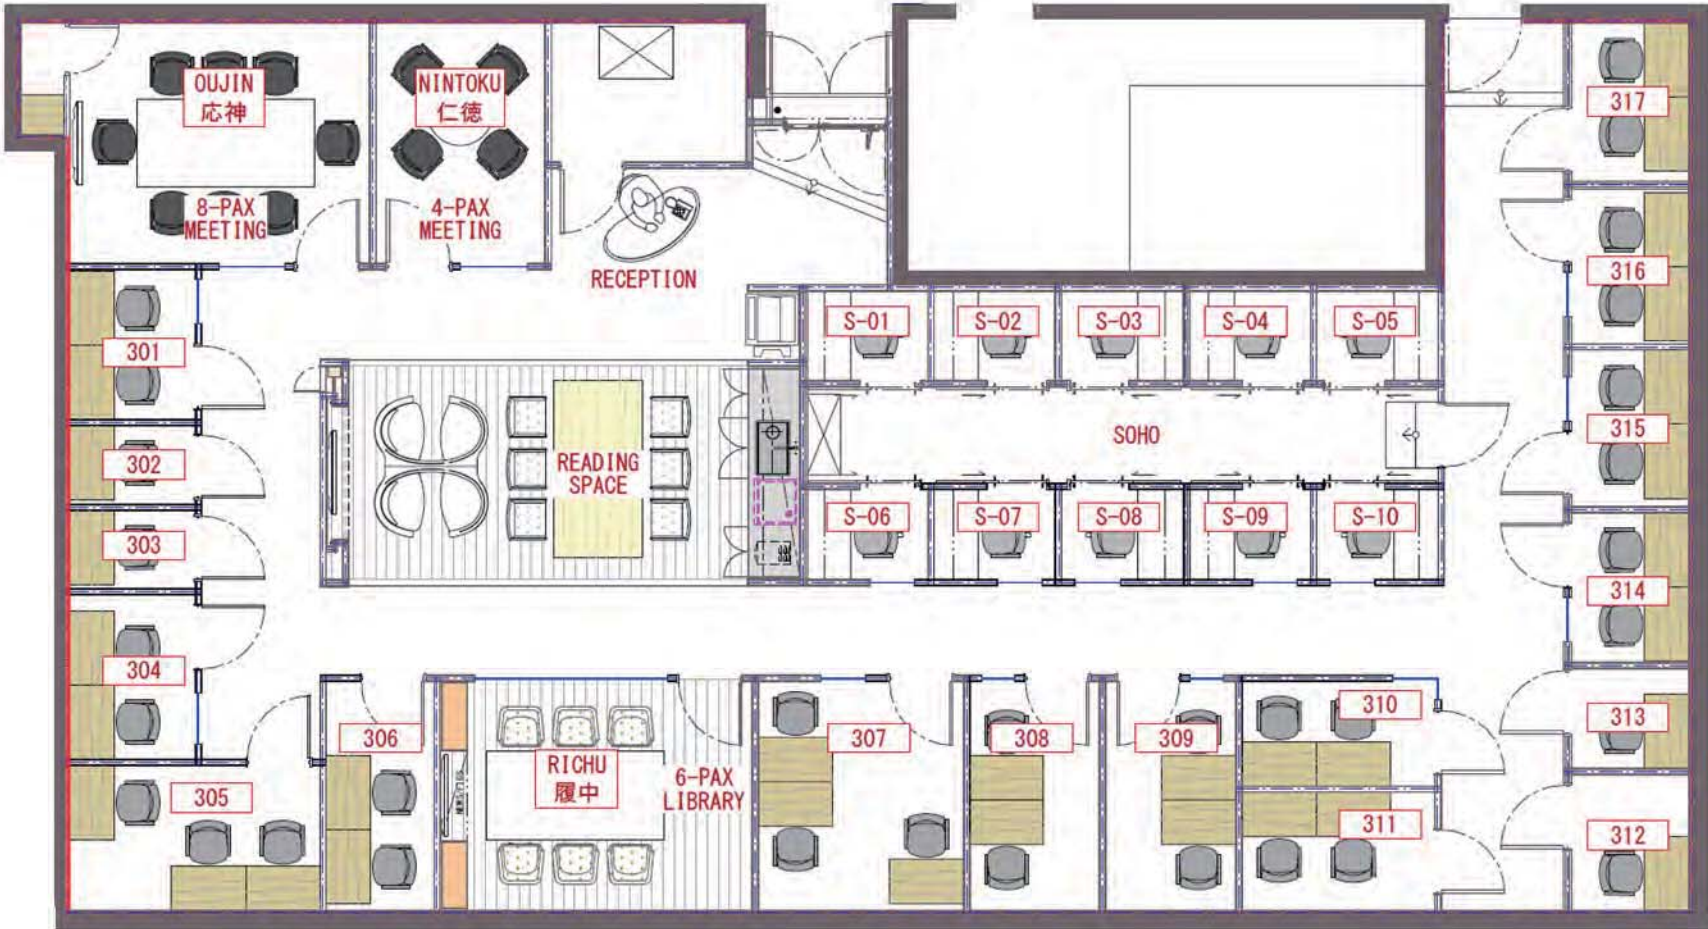 OUJIN
応神
8-PAX
MEETING
NINTOKU
仁徳
4-PAX
MEETING
RECEPTION
317
316
315
314
313
312
301
302
303
304
305
S-01
S-02
S-03
S-04
S-05
SOHO
S-06
S-07
S-08
S-09
S-10
READING
SPACE
306
RICHU
履中
6-PAX
LIBRARY
307
308
309
310
311